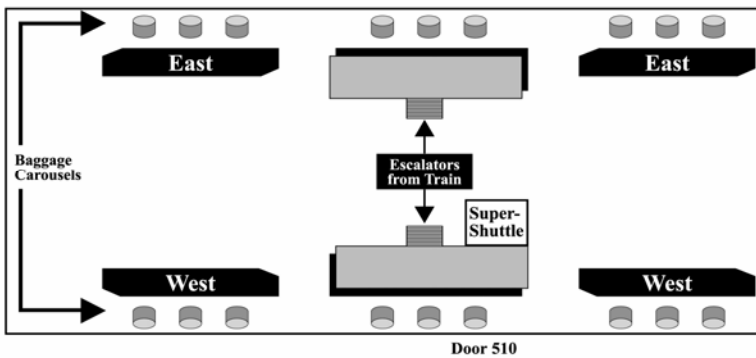 East
East
Baggage
Carousels
Escalators
from Train
Super-
Shuttle
West
West
Door 510